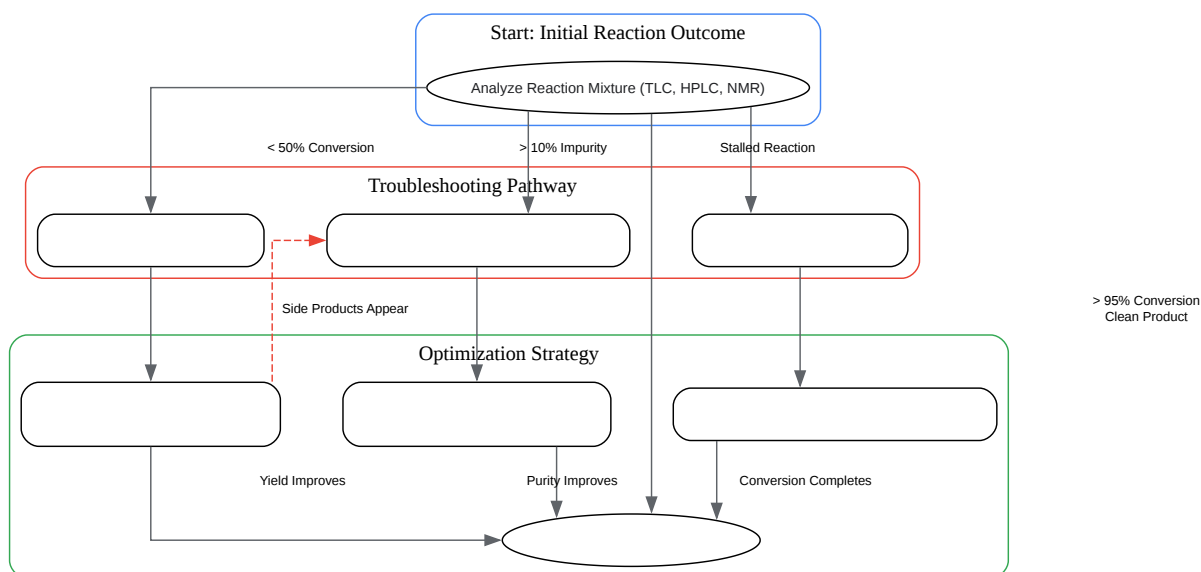 Start: Initial Reaction Outcome
Analyze Reaction Mixture (TLC, HPLC, NMR)
< 50% Conversion
> 10% Impurity
Stalled Reaction
Troubleshooting Pathway
Side Products Appear
> 95% Conversion
Clean Product
Optimization Strategy
Yield Improves
Purity Improves
Conversion Completes